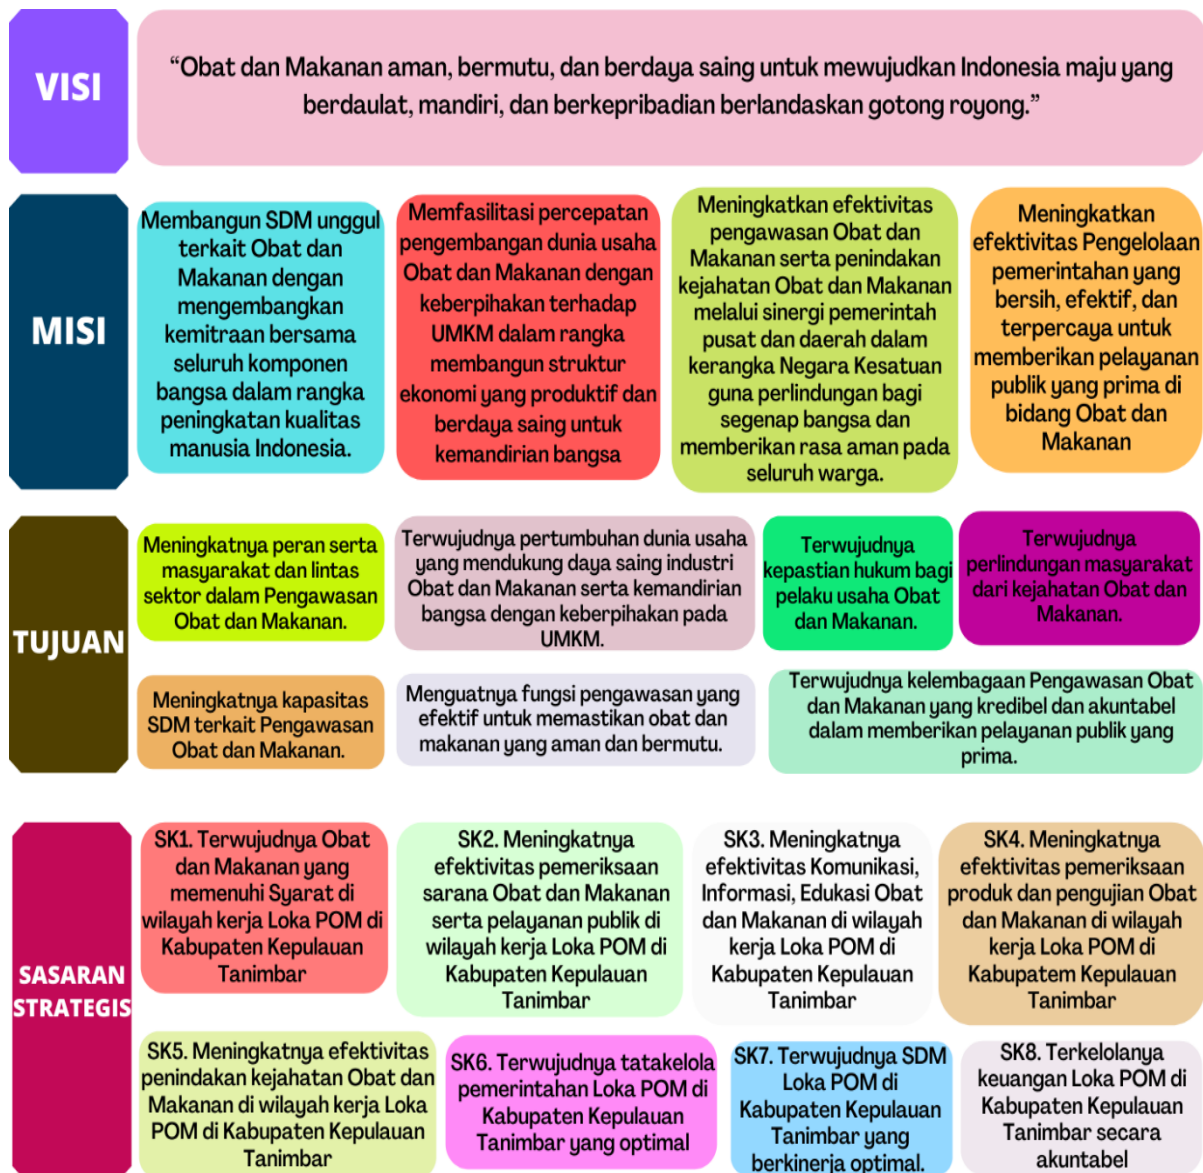 VISI
“Obat dan Makanan aman, bermutu, dan berdaya saing untuk mewujudkan Indonesia maju yang
berdaulat, mandiri, dan berkepribadian berlandaskan gotong royong.”
MISI
Membangun SDM unggul
terkait Obat dan
Makanan dengan
mengembangkan
kemitraan bersama
seluruh komponen
bangsa dalam rangka
peningkatan kualitas
manusia Indonesia.
Memfasilitasi percepatan
pengembangan dunia usaha
Obat dan Makanan dengan
keberpihakan terhadap
UMKM dalam rangka
membangun struktur
ekonomi yang produktif dan
berdaya saing untuk
kemandirian bangsa
Meningkatkan efektivitas
pengawasan Obat dan
Makanan serta penindakan
kejahatan Obat dan Makanan
melalui sinergi pemerintah
pusat dan daerah dalam
kerangka Negara Kesatuan
guna perlindungan bagi
segenap bangsa dan
memberikan rasa aman pada
seluruh warga.
Meningkatkan
efektivitas Pengelolaan
pemerintahan yang
bersih, efektif, dan
terpercaya untuk
memberikan pelayanan
publik yang prima di
bidang Obat dan
Makanan
TUJUAN
Meningkatnya peran serta
masyarakat dan lintas
sektor dalam Pengawasan
Obat dan Makanan.
Terwujudnya pertumbuhan dunia usaha
yang mendukung daya saing industri
Obat dan Makanan serta kemandirian
bangsa dengan keberpihakan pada
UMKM.
Terwujudnya
kepastian hukum bagi
pelaku usaha Obat
dan Makanan.
Terwujudnya
perlindungan masyarakat
dari kejahatan Obat dan
Makanan.
Meningkatnya kapasitas
SDM terkait Pengawasan
Obat dan Makanan.
Menguatnya fungsi pengawasan yang
efektif untuk memastikan obat dan
makanan yang aman dan bermutu.
Terwujudnya kelembagaan Pengawasan Obat
dan Makanan yang kredibel dan akuntabel
dalam memberikan pelayanan publik yang
prima.
SASARAN
STRATEGIS
SK1. Terwujudnya Obat
dan Makanan yang
memenuhi Syarat di
wilayah kerja Loka POM di
Kabupaten Kepulauan
Tanimbar
SK2. Meningkatnya
efektivitas pemeriksaan
sarana Obat dan Makanan
serta pelayanan publik di
wilayah kerja Loka POM di
Kabupaten Kepulauan
Tanimbar
SK3. Meningkatnya
efektivitas Komunikasi,
Informasi, Edukasi Obat
dan Makanan di wilayah
kerja Loka POM di
Kabupaten Kepulauan
Tanimbar
SK4. Meningkatnya
efektivitas pemeriksaan
produk dan pengujian Obat
dan Makanan di wilayah
kerja Loka POM di
Kabupatem Kepulauan
Tanimbar
SK5. Meningkatnya efektivitas
penindakan kejahatan Obat dan
Makanan di wilayah kerja Loka
POM di Kabupaten Kepulauan
Tanimbar
SK6. Terwujudnya tatakelola
pemerintahan Loka POM di
Kabupaten Kepulauan
Tanimbar yang optimal
SK7. Terwujudnya SDM
Loka POM di
Kabupaten Kepulauan
Tanimbar yang
berkinerja optimal.
SK8. Terkelolanya
keuangan Loka POM di
Kabupaten Kepulauan
Tanimbar secara
akuntabel